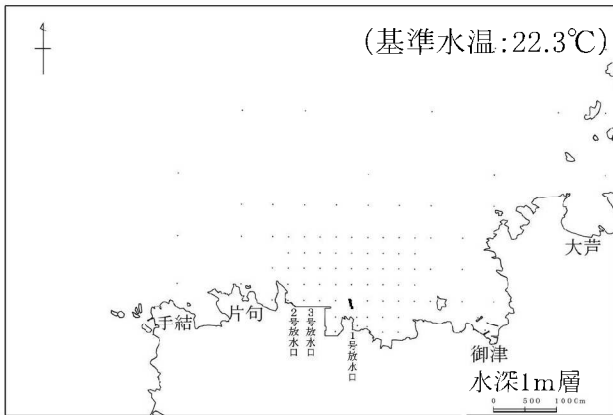 (基準水温:22.3℃)
大芦
手結
片句
2号放水口
3号放水口
1号放水口
御津
水深1m層
0 500 1000m